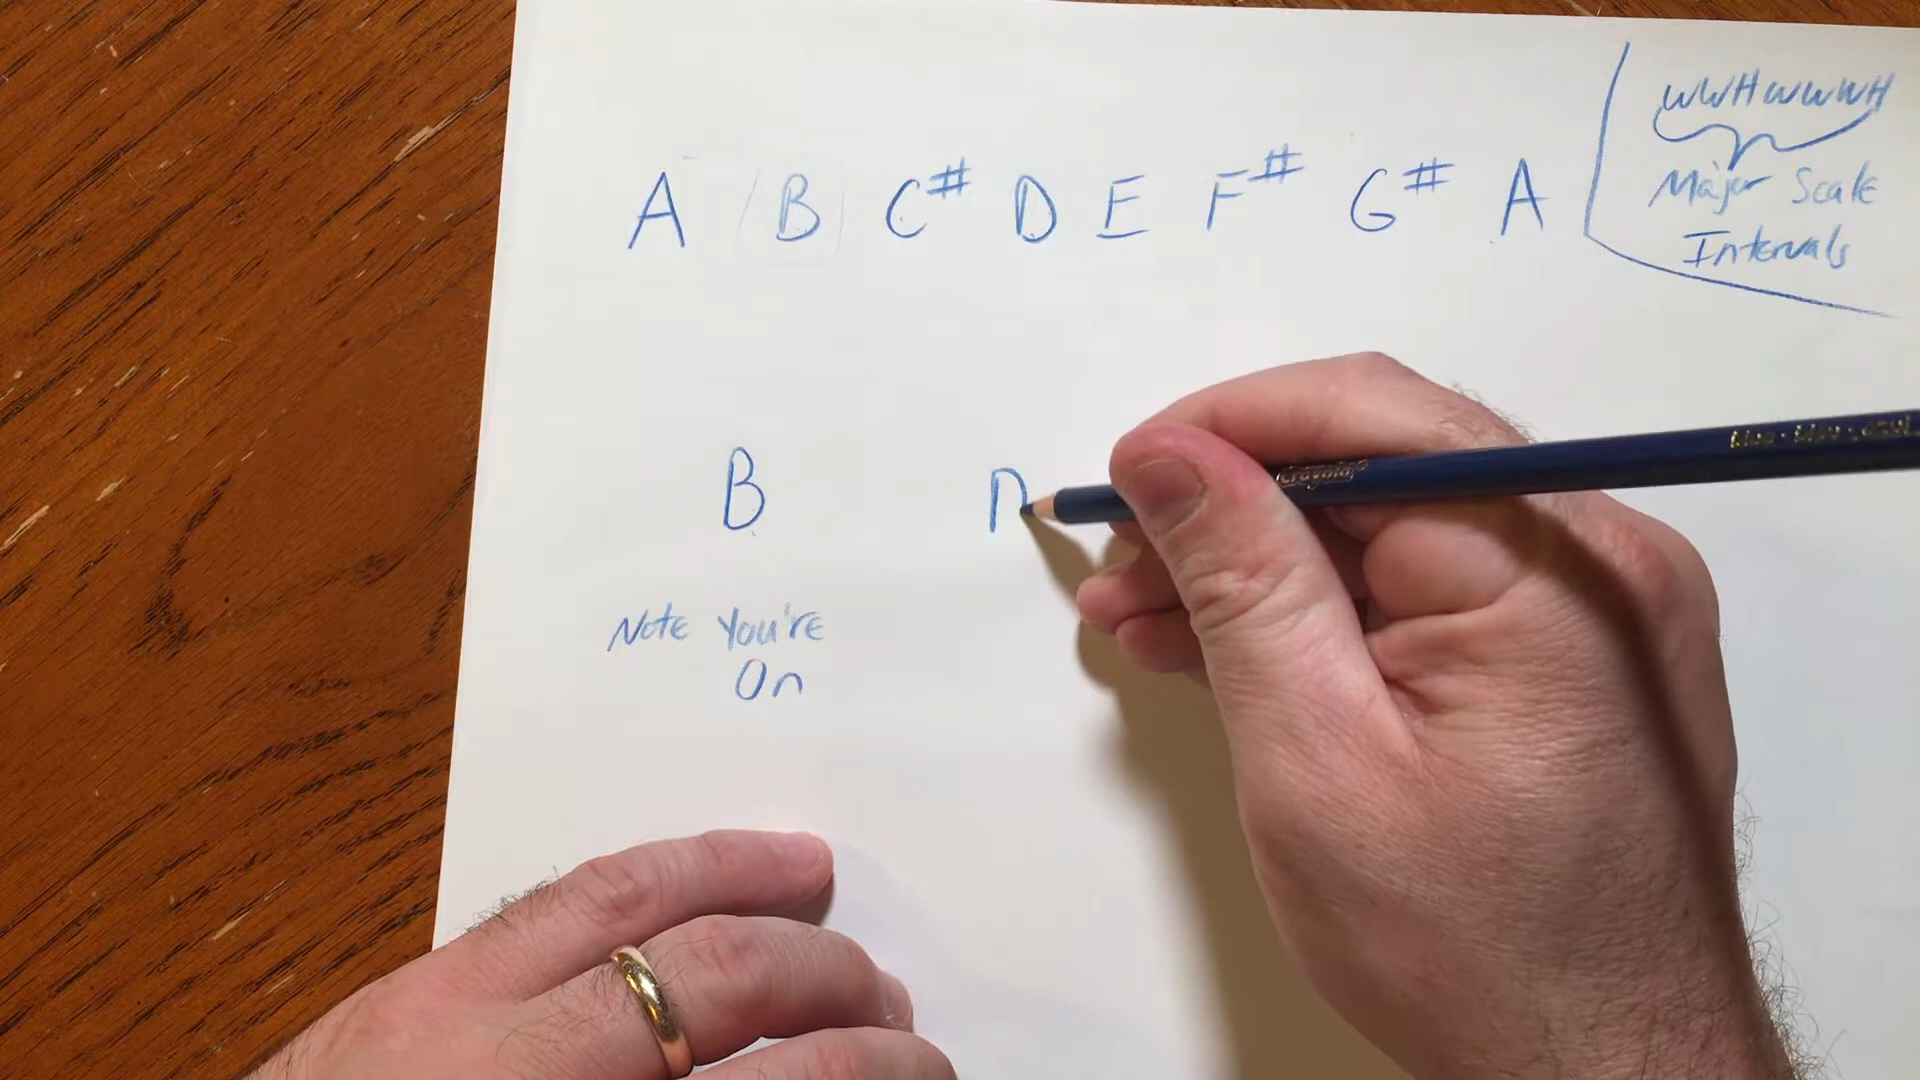 A B C# D E F# G# A
WWHWWWH
Major Scale
Intervals
B D
Note You're
On
crayola